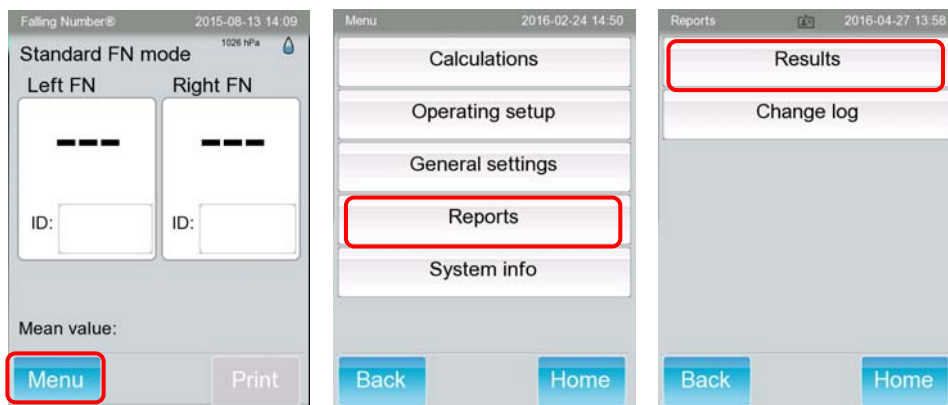 Falling Number® 2015-08-13 14:09
Standard FN mode 1026 hPa
Left FN Right FN
--- ---
ID: ID:
Mean value:
Menu Print
Menu 2016-02-24 14:50
Calculations
Operating setup
General settings
Reports
System info
Back Home
Reports 2016-04-27 13:58
Results
Change log
Back Home